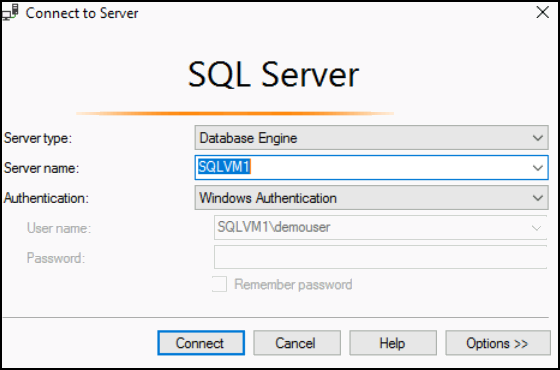 Connect to Server
SQL Server
Server type: Database Engine
Server name: SQLVM1
Authentication: Windows Authentication
User name: SQLVM1\demouser
Password:
Remember password
Connect Cancel Help Options >>